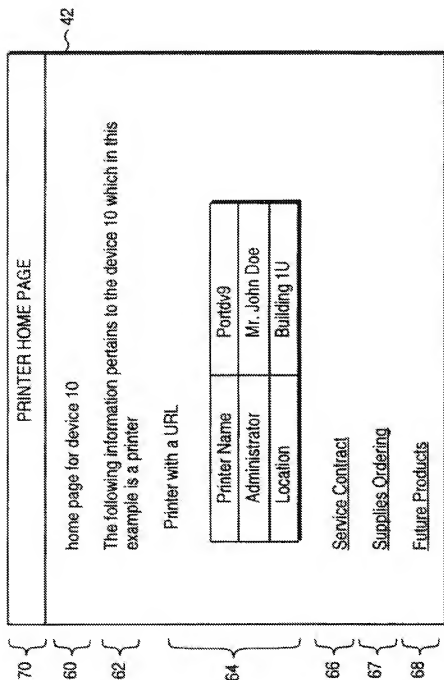 PRINTER HOME PAGE
42
70
home page for device 10
60
The following information pertains to the device 10 which in this
example is a printer
62
Printer with a URL
Printer Name Portdv9
Administrator Mr. John Doe
Location Building 1U
64
Service Contract
66
Supplies Ordering
67
Future Products
68